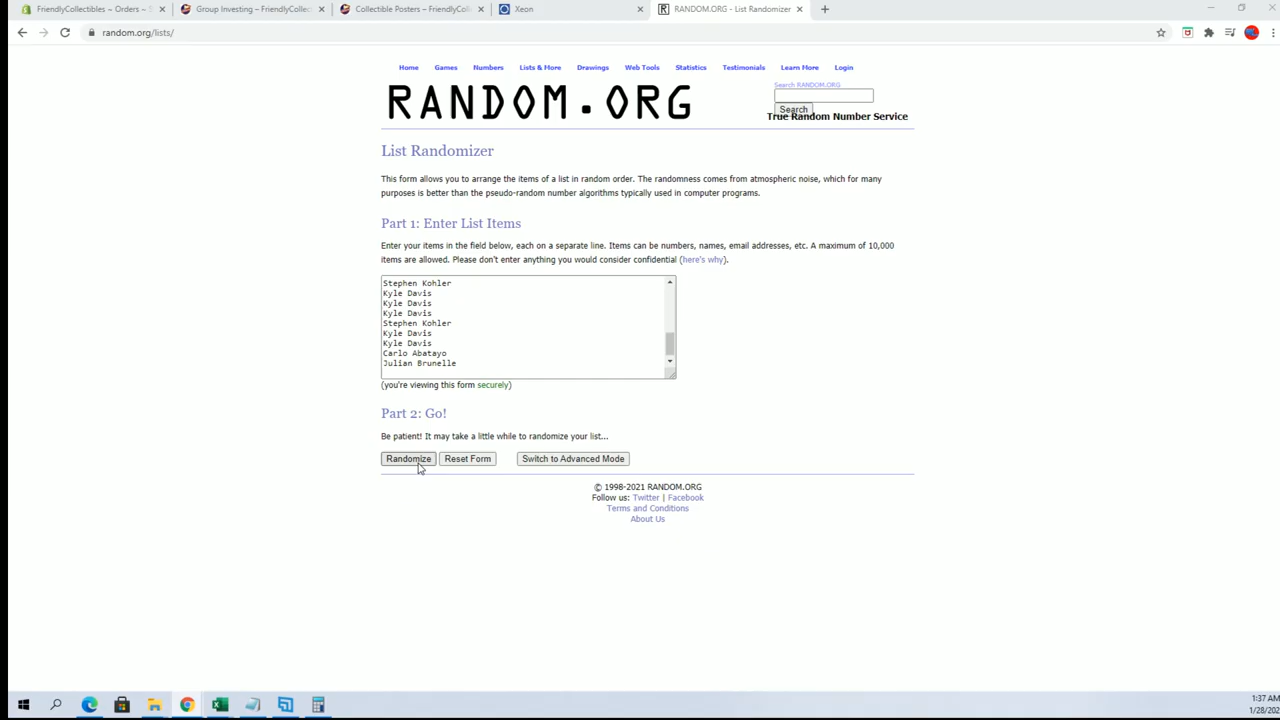 FriendlyCollectibles ~ Orders ~ S
Group Investing – FriendlyCollect
Collectible Posters – FriendlyColl
Xeon
RANDOM.ORG - List Randomizer
random.org/lists/
Home Games Numbers Lists & More Drawings Web Tools Statistics Testimonials Learn More Login
RANDOM.ORG
Search RANDOM.ORG
Search
True Random Number Service
List Randomizer
This form allows you to arrange the items of a list in random order. The randomness comes from atmospheric noise, which for many
purposes is better than the pseudo-random number algorithms typically used in computer programs.
Part 1: Enter List Items
Enter your items in the field below, each on a separate line. Items can be numbers, names, email addresses, etc. A maximum of 10,000
items are allowed. Please don't enter anything you would consider confidential (here's why).
Stephen Kohler
Kyle Davis
Kyle Davis
Kyle Davis
Stephen Kohler
Kyle Davis
Kyle Davis
Carlo Abatayo
Julian Brunelle
(you're viewing this form securely)
Part 2: Go!
Be patient! It may take a little while to randomize your list...
Randomize Reset Form Switch to Advanced Mode
© 1998-2021 RANDOM.ORG
Follow us: Twitter | Facebook
Terms and Conditions
About Us
1:37 AM
1/28/202